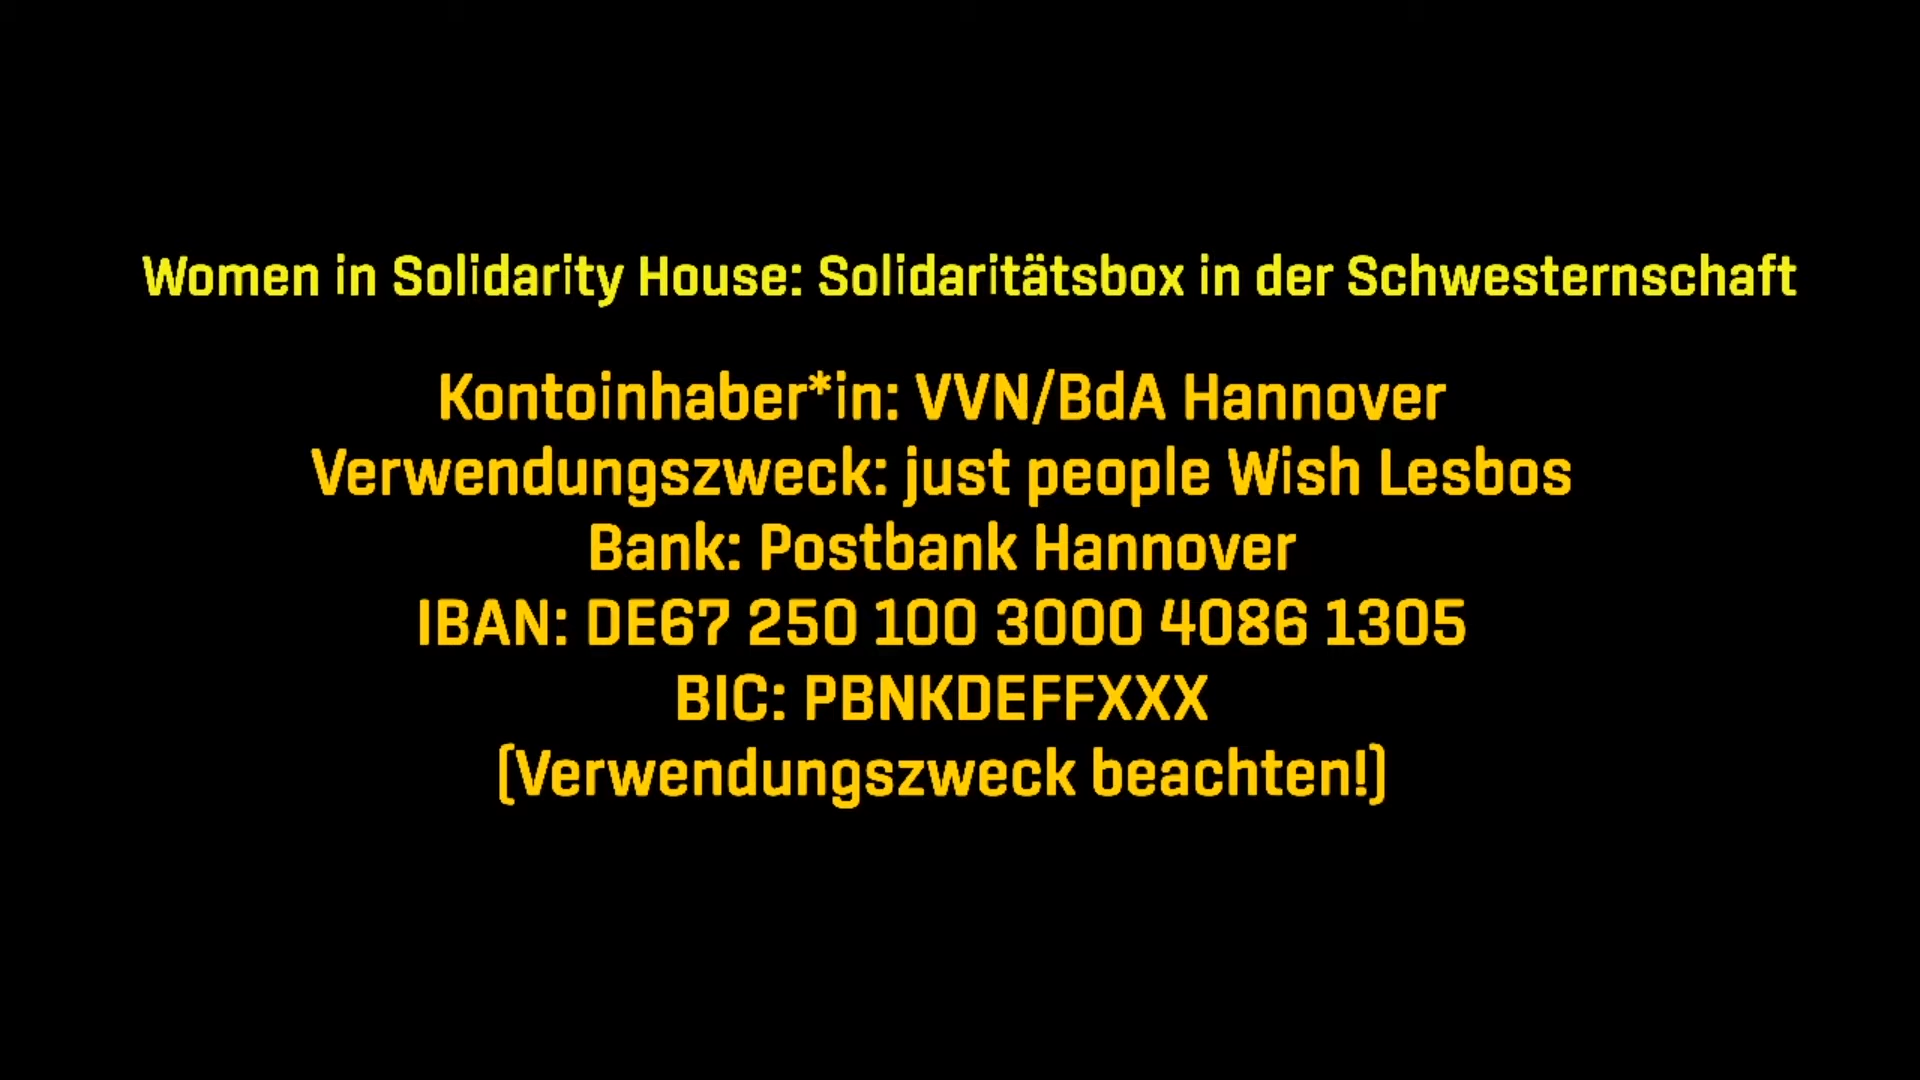 Women in Solidarity House: Solidaritätsbox in der Schwesternschaft
Kontoinhaber*in: VVN/BdA Hannover
Verwendungszweck: just people Wish Lesbos
Bank: Postbank Hannover
IBAN: DE67 250 100 3000 4086 1305
BIC: PBNKDEFFXXX
(Verwendungszweck beachten!)